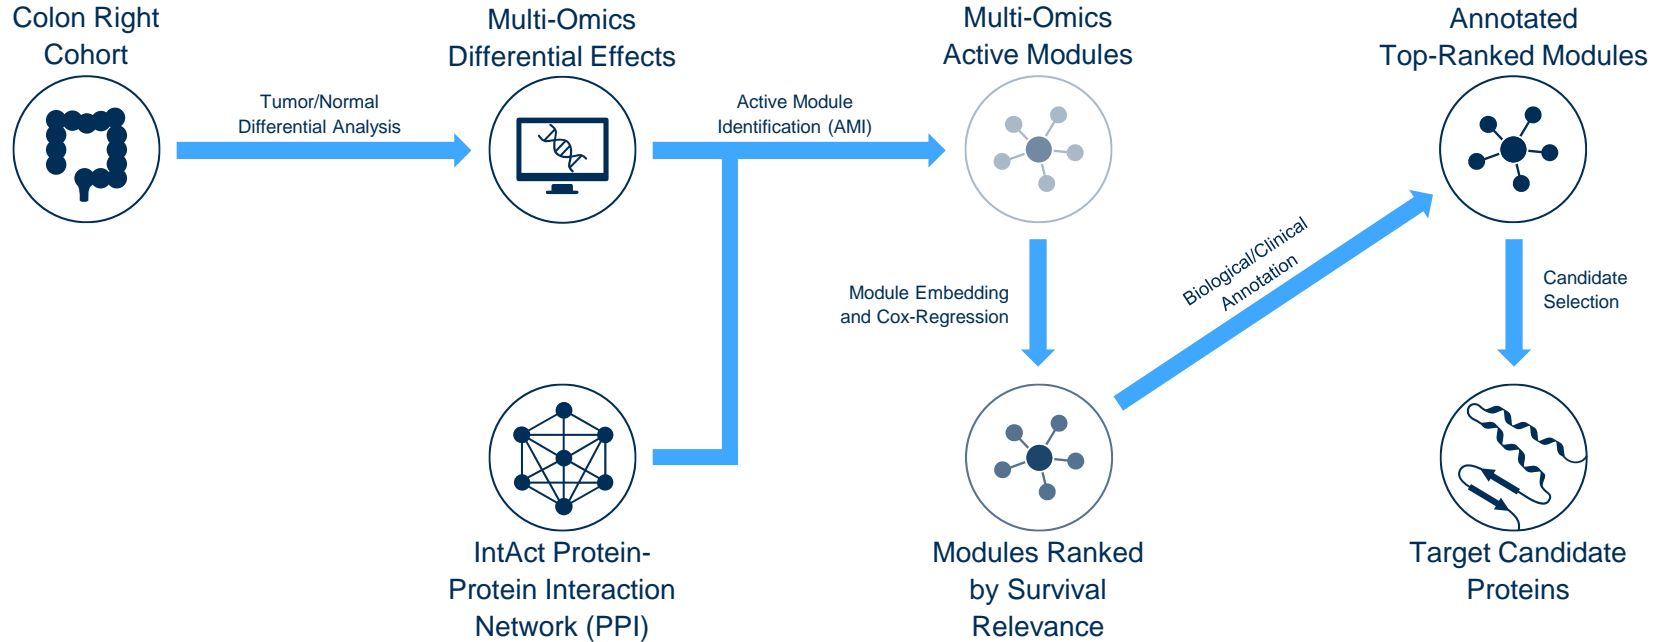 Colon Right
Cohort
Tumor/Normal
Differential Analysis
Multi-Omics
Differential Effects
Active Module
Identification (AMI)
IntAct Protein-
Protein Interaction
Network (PPI)
Multi-Omics
Active Modules
Module Embedding
and Cox-Regression
Modules Ranked
by Survival
Relevance
Biological/Clinical
Annotation
Annotated
Top-Ranked Modules
Candidate
Selection
Target Candidate
Proteins